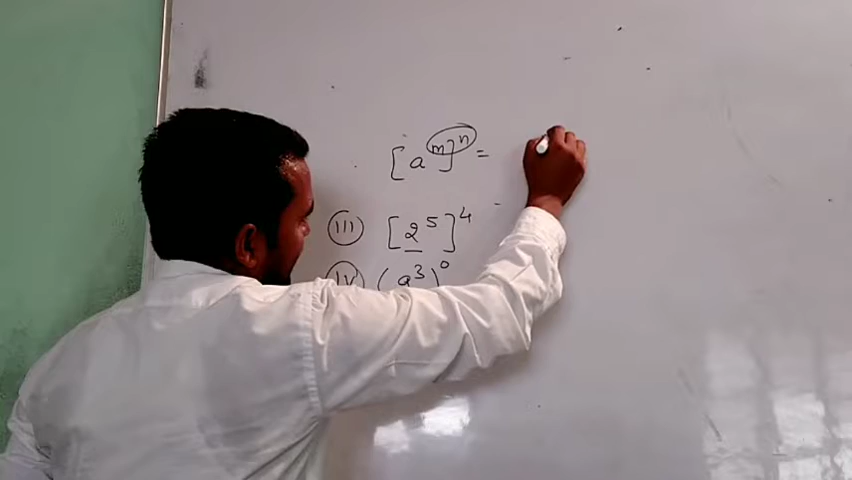 [a^m]^n =
(iii) [2^5]^4
(iv) (a^3)^0